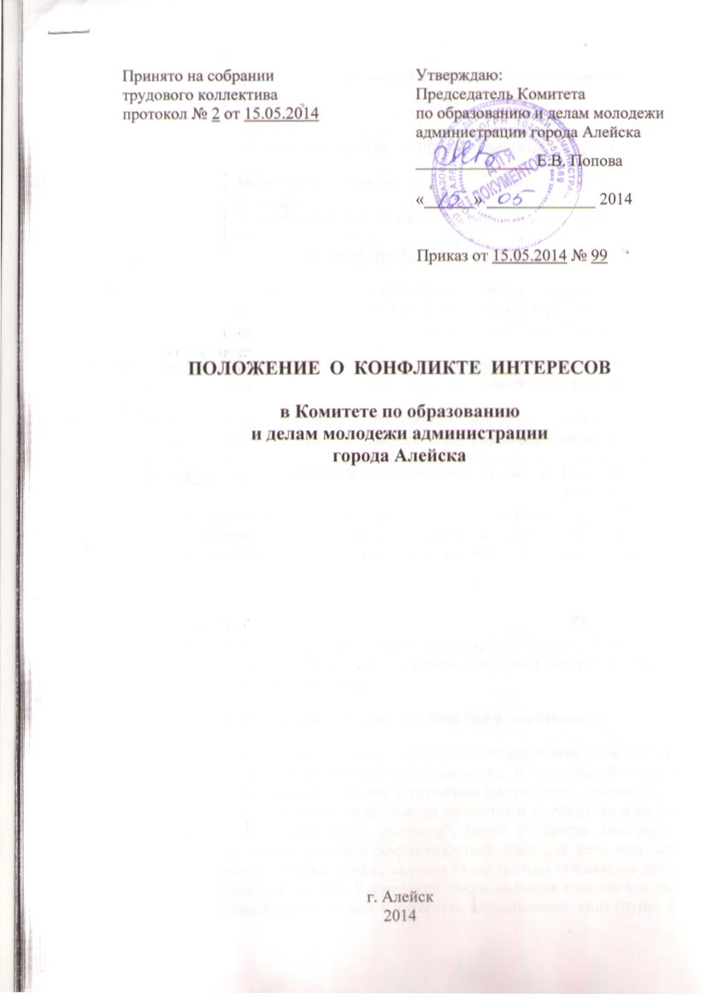 Принято на собрании
трудового коллектива
протокол № 2 от 15.05.2014
Утверждаю:
Председатель Комитета
по образованию и делам молодежи
администрации города Алейска
Е.В. Попова
« 15 » 05 2014
ДЛЯ
ДОКУМЕНТОВ
Приказ от 15.05.2014 № 99
ПОЛОЖЕНИЕ О КОНФЛИКТЕ ИНТЕРЕСОВ
в Комитете по образованию
и делам молодежи администрации
города Алейска
г. Алейск
2014